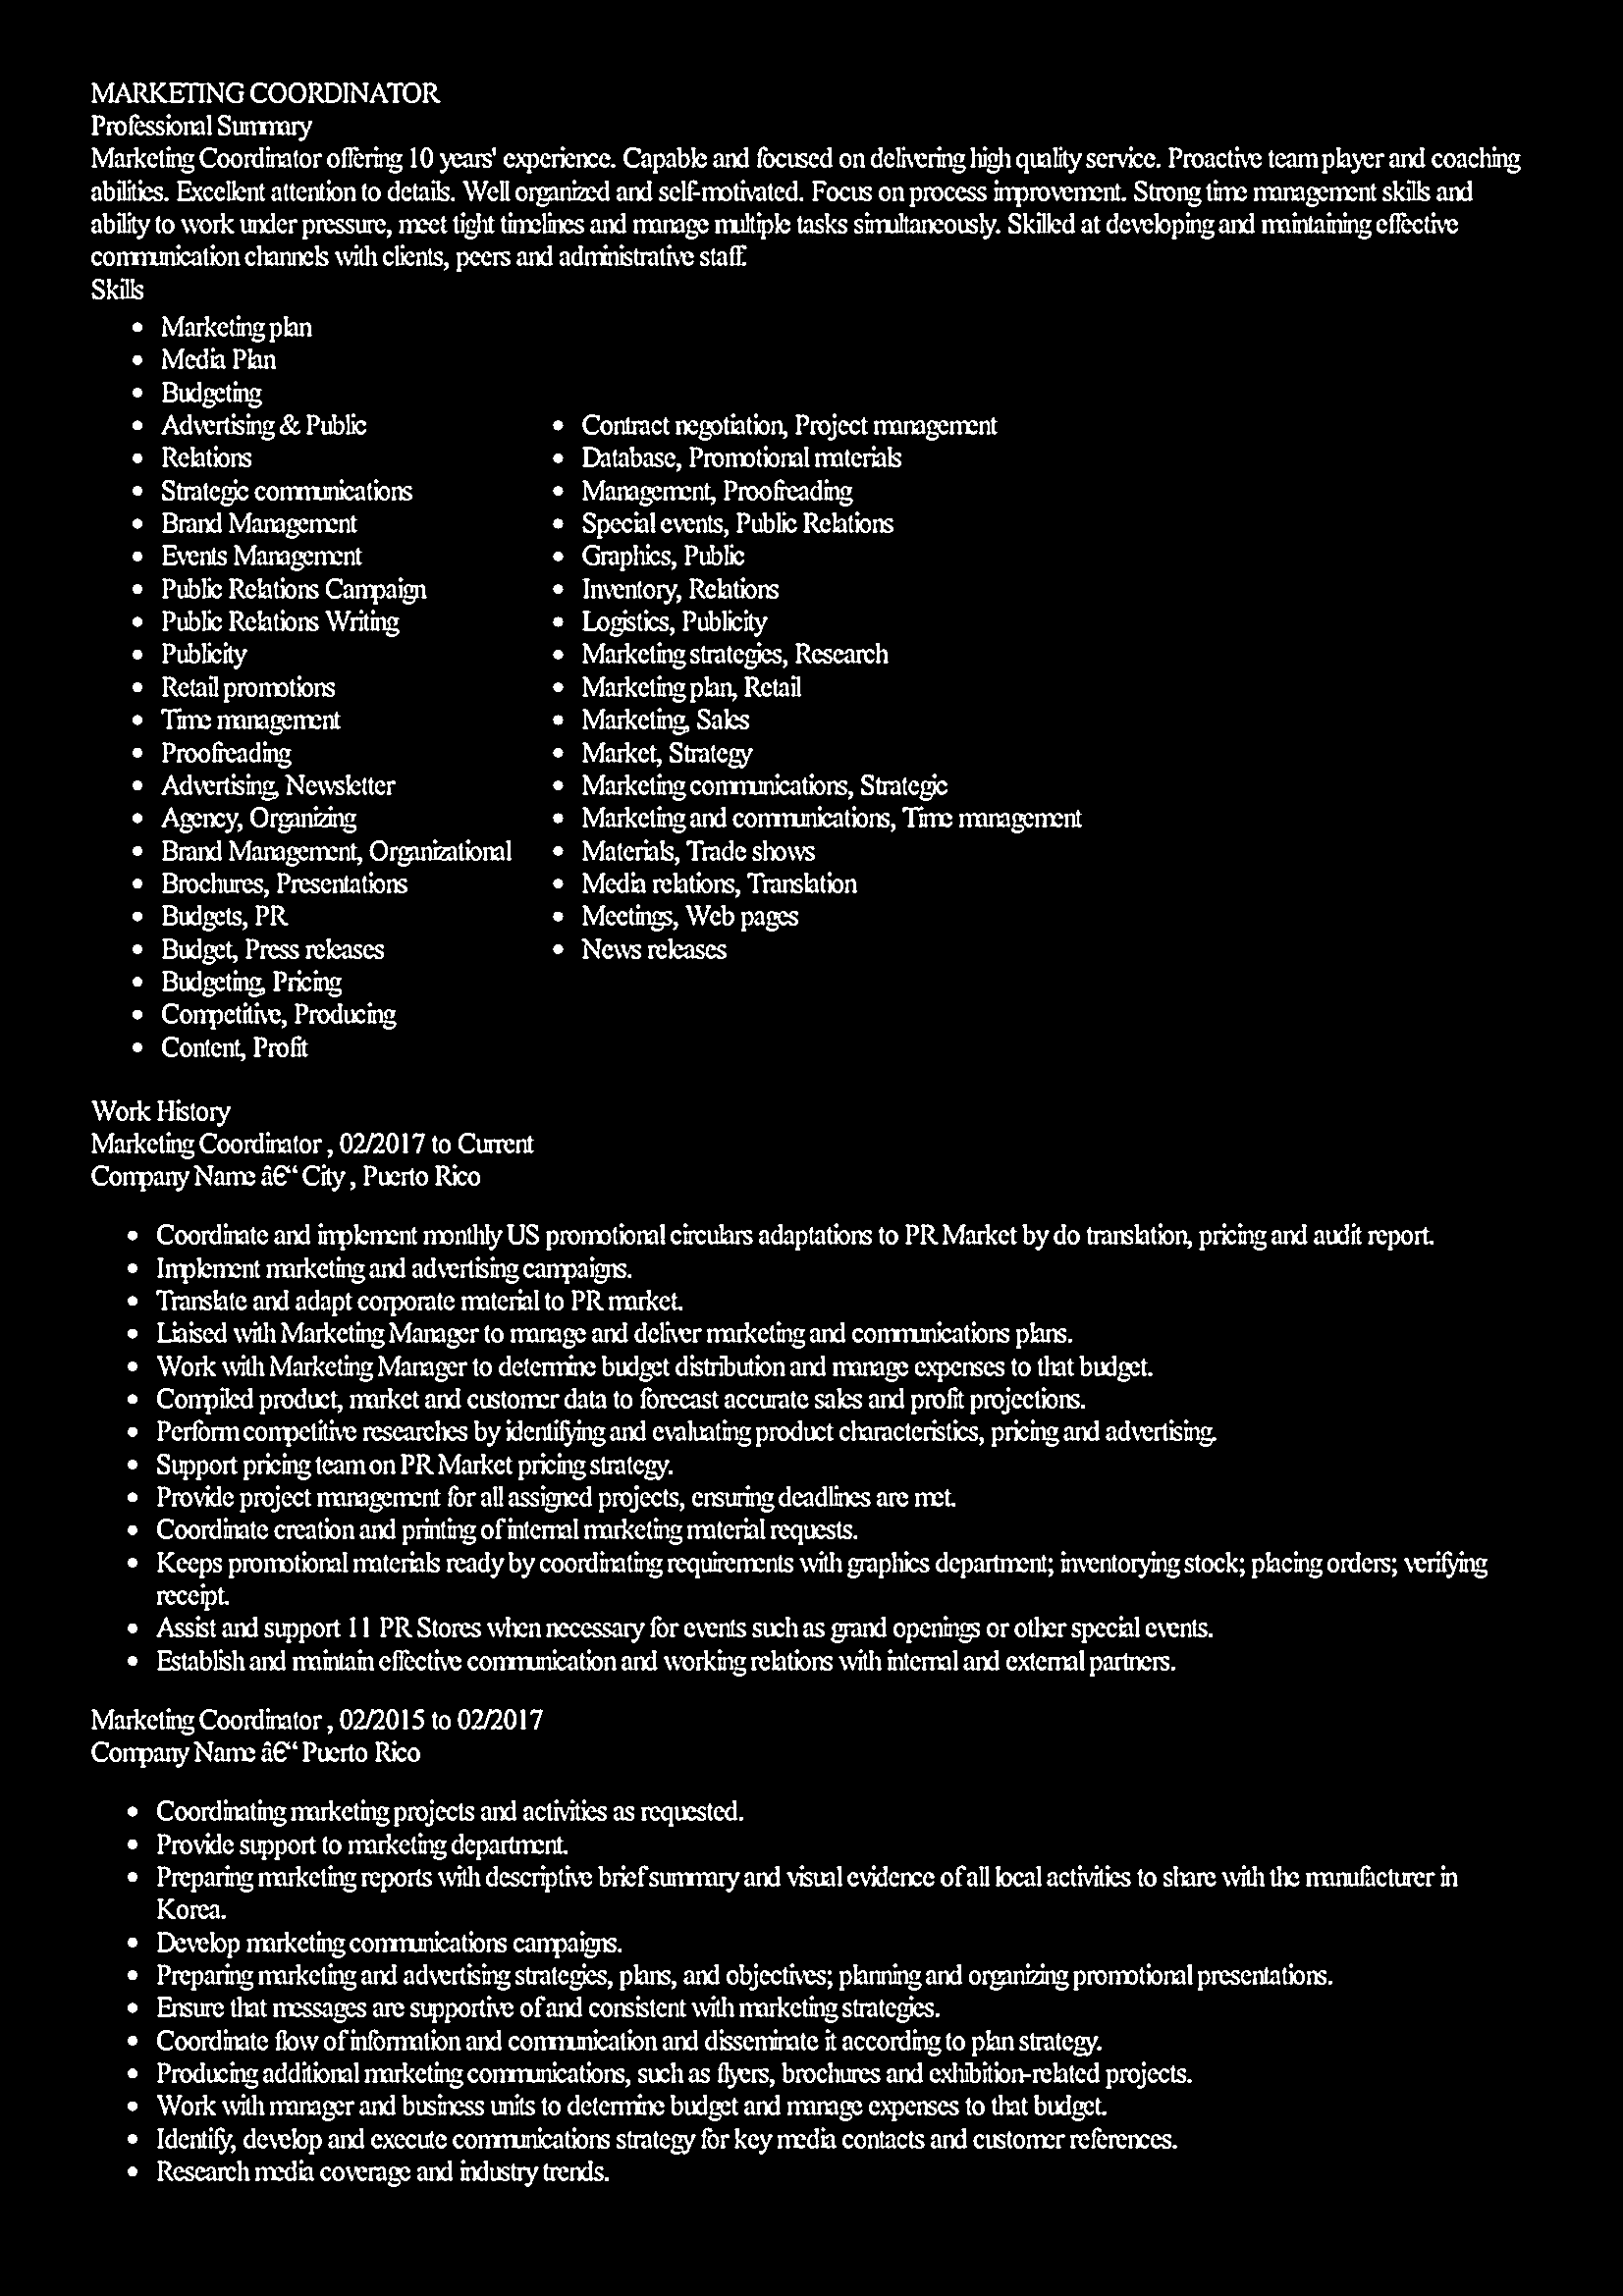 MARKETING COORDINATOR
Professional Summary
Marketing Coordinator offering 10 years' experience. Capable and focused on delivering high quality service. Proactive team player and coaching
abilities. Excellent attention to details. Well organized and self-motivated. Focus on process improvement. Strong time management skills and
ability to work under pressure, meet tight timelines and manage multiple tasks simultaneously. Skilled at developing and maintaining effective
communication channels with clients, peers and administrative staff.
Skills
• Marketing plan
• Media Plan
• Budgeting
• Advertising & Public
• Relations
• Strategic communications
• Brand Management
• Events Management
• Public Relations Campaign
• Public Relations Writing
• Publicity
• Retail promotions
• Time management
• Proofreading
• Advertising, Newsletter
• Agency, Organizing
• Brand Management, Organizational
• Brochures, Presentations
• Budgets, PR
• Budget, Press releases
• Budgeting, Pricing
• Competitive, Producing
• Content, Profit
• Contract negotiation, Project management
• Database, Promotional materials
• Management, Proofreading
• Special events, Public Relations
• Graphics, Public
• Inventory, Relations
• Logistics, Publicity
• Marketing strategies, Research
• Marketing plan, Retail
• Marketing, Sales
• Market, Strategy
• Marketing communications, Strategic
• Marketing and communications, Time management
• Materials, Trade shows
• Media relations, Translation
• Meetings, Web pages
• News releases
Work History
Marketing Coordinator , 02/2017 to Current
Company Name â€“ City , Puerto Rico
• Coordinate and implement monthly US promotional circulars adaptations to PR Market by do translation, pricing and audit report.
• Implement marketing and advertising campaigns.
• Translate and adapt corporate material to PR market.
• Liaised with Marketing Manager to manage and deliver marketing and communications plans.
• Work with Marketing Manager to determine budget distribution and manage expenses to that budget.
• Compiled product, market and customer data to forecast accurate sales and profit projections.
• Perform competitive researches by identifying and evaluating product characteristics, pricing and advertising.
• Support pricing team on PR Market pricing strategy.
• Provide project management for all assigned projects, ensuring deadlines are met.
• Coordinate creation and printing of internal marketing material requests.
• Keeps promotional materials ready by coordinating requirements with graphics department; inventorying stock; placing orders; verifying
receipt.
• Assist and support 11 PR Stores when necessary for events such as grand openings or other special events.
• Establish and maintain effective communication and working relations with internal and external partners.
Marketing Coordinator , 02/2015 to 02/2017
Company Name â€“ Puerto Rico
• Coordinating marketing projects and activities as requested.
• Provide support to marketing department.
• Preparing marketing reports with descriptive brief summary and visual evidence of all local activities to share with the manufacturer in
Korea.
• Develop marketing communications campaigns.
• Preparing marketing and advertising strategies, plans, and objectives; planning and organizing promotional presentations.
• Ensure that messages are supportive of and consistent with marketing strategies.
• Coordinate flow of information and communication and disseminate it according to plan strategy.
• Producing additional marketing communications, such as flyers, brochures and exhibition-related projects.
• Work with manager and business units to determine budget and manage expenses to that budget.
• Identify, develop and execute communications strategy for key media contacts and customer references.
• Research media coverage and industry trends.